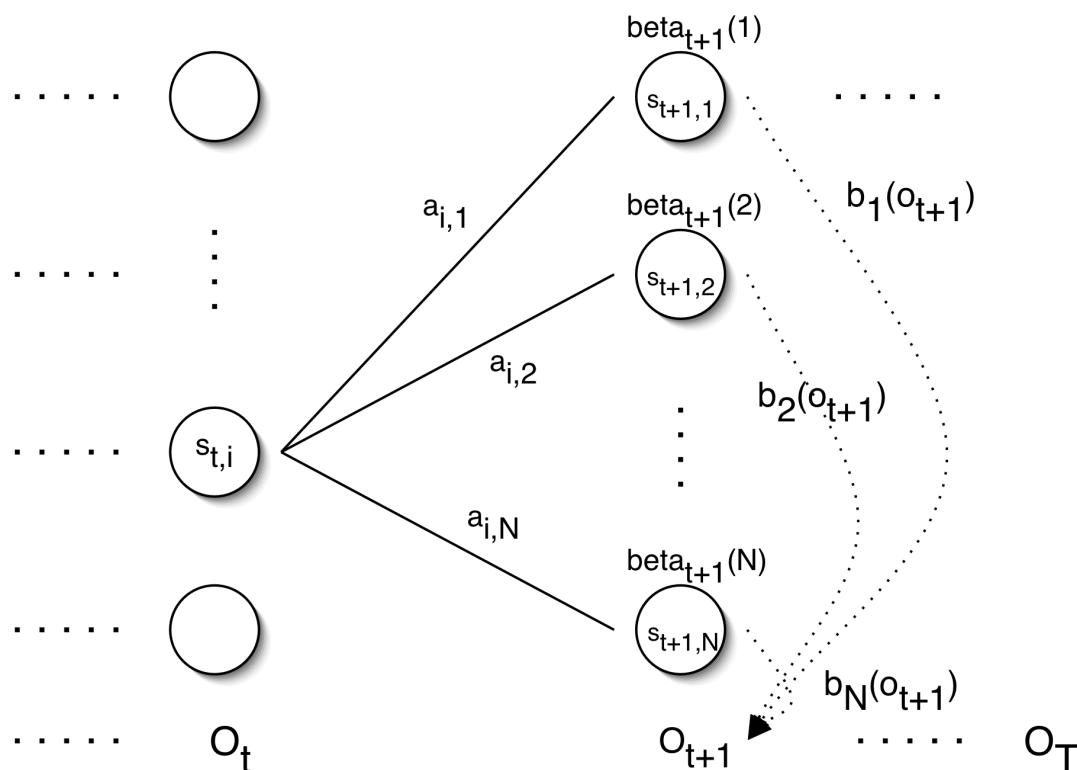 beta_{t+1}(1)
s_{t+1,1}
b_1(o_{t+1})
a_{i,1}
beta_{t+1}(2)
s_{t+1,2}
a_{i,2}
b_2(o_{t+1})
s_{t,i}
a_{i,N}
beta_{t+1}(N)
s_{t+1,N}
b_N(o_{t+1})
O_t
O_{t+1}
O_T